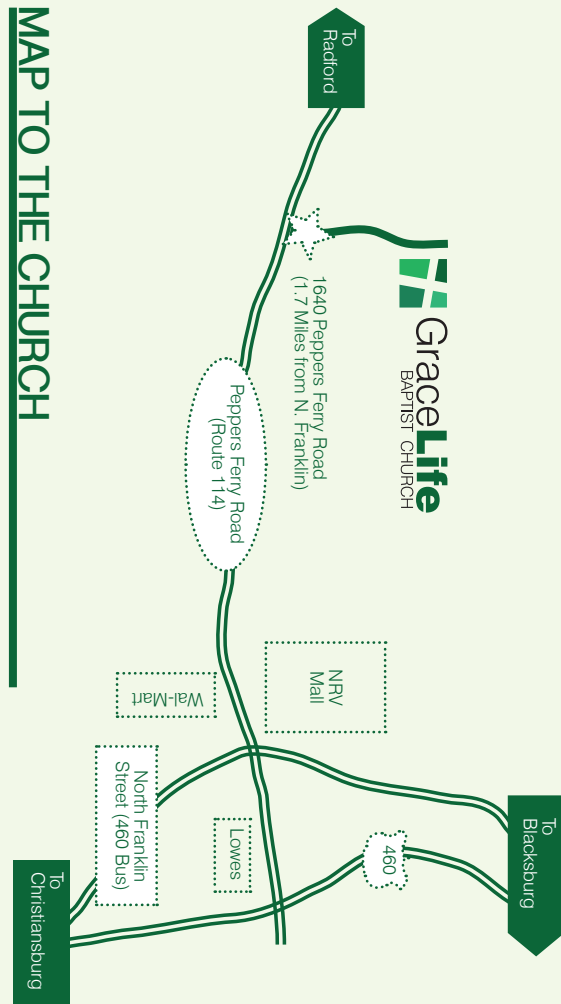 MAP TO THE CHURCH
To
Radford
GraceLife
BAPTIST CHURCH
1640 Peppers Ferry Road
(1.7 Miles from N. Franklin)
Peppers Ferry Road
(Route 114)
NRV
Mall
Wal-Mart
To
Blacksburg
460
North Franklin
Street (460 Bus)
Lowes
To
Christiansburg